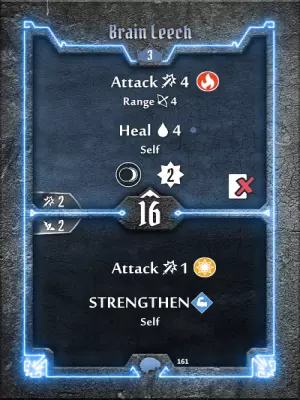 Brain Leech
3
Attack 4
Range 4
Heal 4
Self
2
2
16
2
Attack 1
STRENGTHEN
Self
161